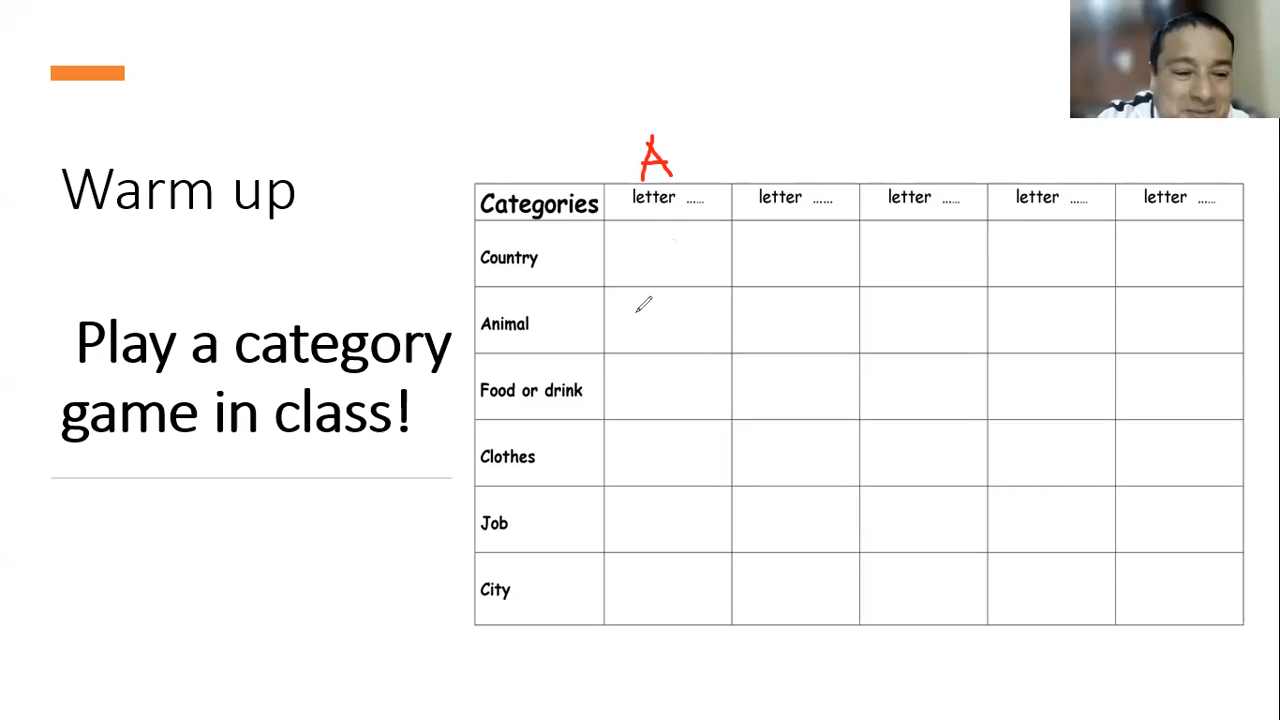 Warm up
Play a category
game in class!
A
Categories letter ...... letter ...... letter ...... letter ...... letter ......
Country
Animal
Food or drink
Clothes
Job
City